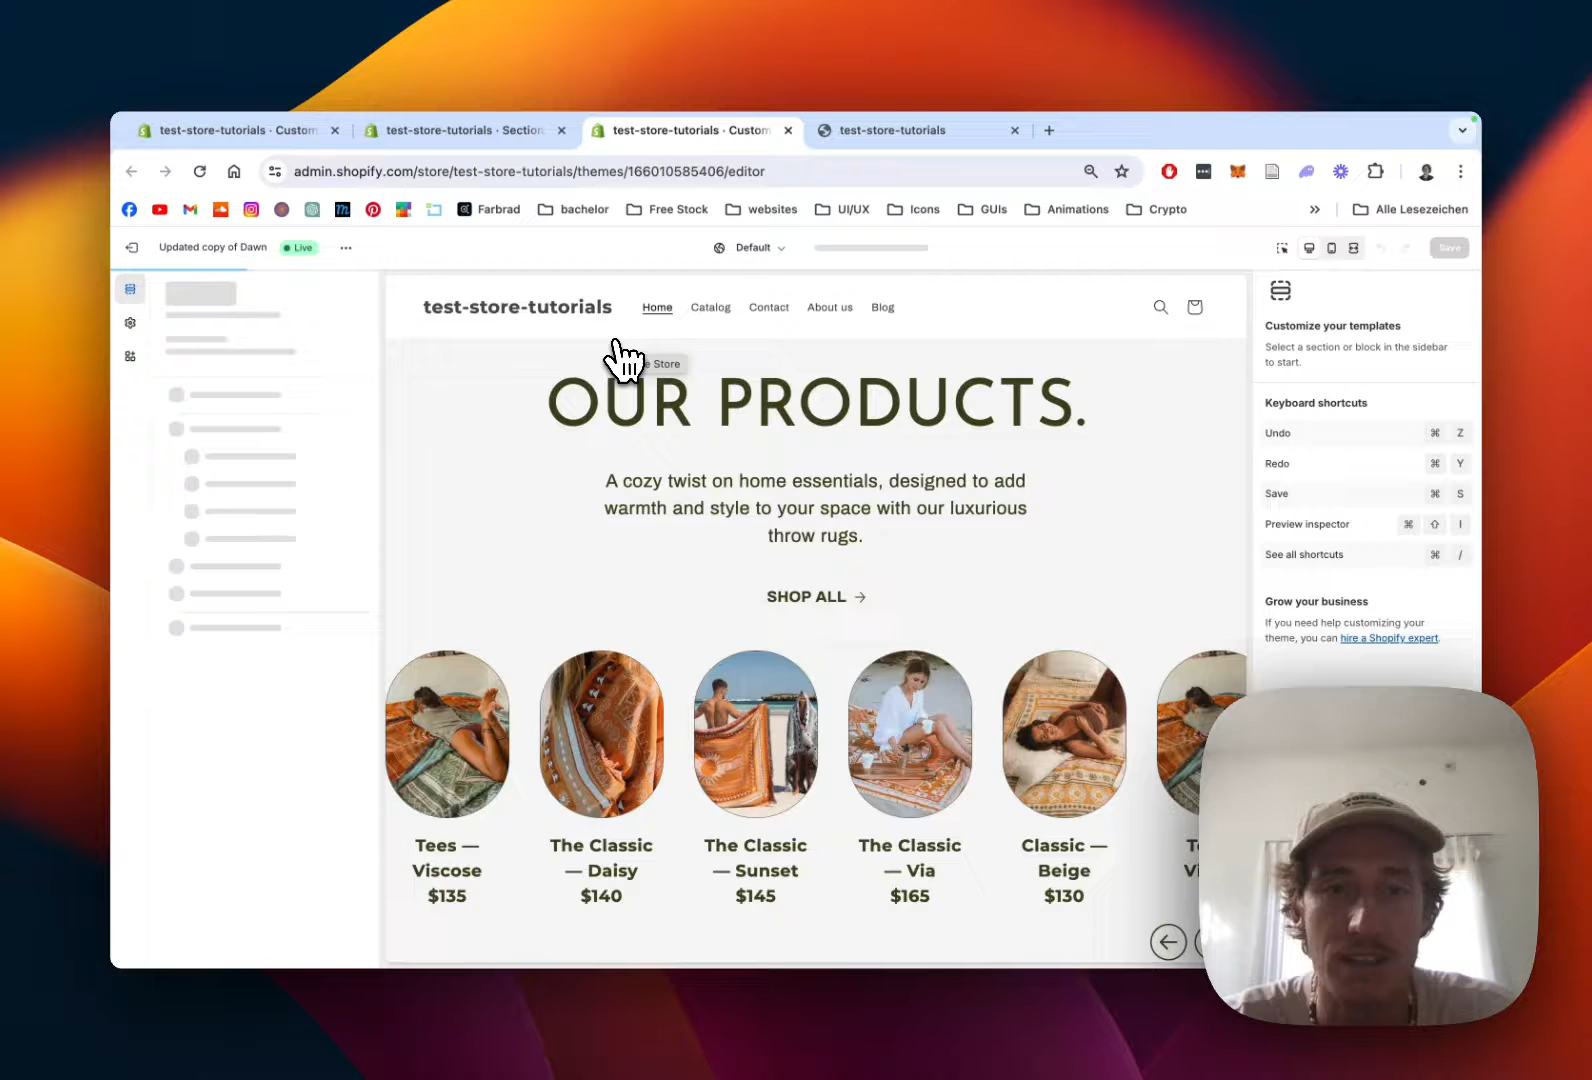 test-store-tutorials · Custom
test-store-tutorials · Section
test-store-tutorials · Custom
test-store-tutorials
admin.shopify.com/store/test-store-tutorials/themes/166010585406/editor
Farbrad
bachelor
Free Stock
websites
UI/UX
Icons
GUIs
Animations
Crypto
Alle Lesezeichen
Updated copy of Dawn
Live
Default
Save
test-store-tutorials
Home
Catalog
Contact
About us
Blog
Store
OUR PRODUCTS.
A cozy twist on home essentials, designed to add
warmth and style to your space with our luxurious
throw rugs.
SHOP ALL →
Tees —
Viscose
$135
The Classic
— Daisy
$140
The Classic
— Sunset
$145
The Classic
— Via
$165
Classic —
Beige
$130
Customize your templates
Select a section or block in the sidebar
to start.
Keyboard shortcuts
Undo ⌘ Z
Redo ⌘ Y
Save ⌘ S
Preview inspector ⌘ ⇧ I
See all shortcuts ⌘ /
Grow your business
If you need help customizing your
theme, you can hire a Shopify expert.